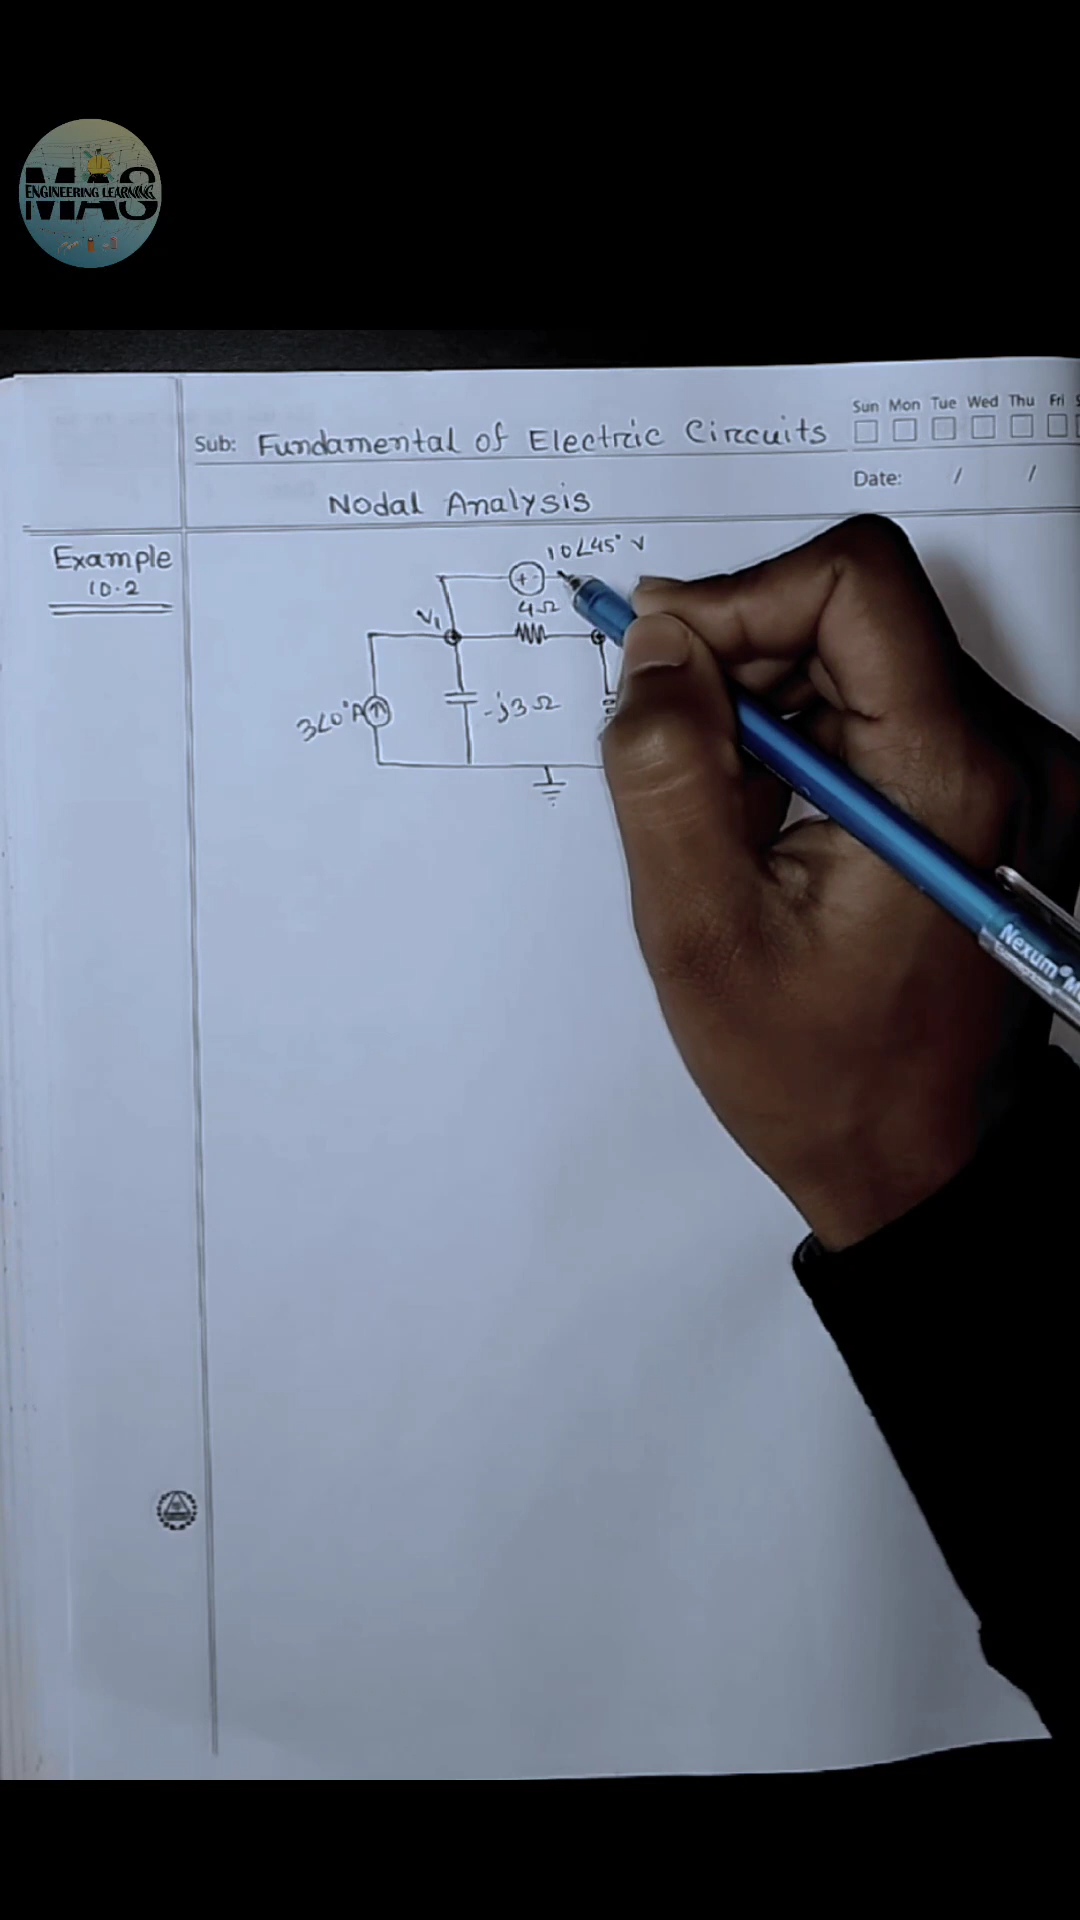 MAS
ENGINEERING LEARNING
Sun Mon Tue Wed Thu Fri
Sub: Fundamental of Electric Circuits
Date: / /
Nodal Analysis
Example
10.2
10∠45° V
4Ω
V₁
3∠0°A
-j3Ω
Nexum